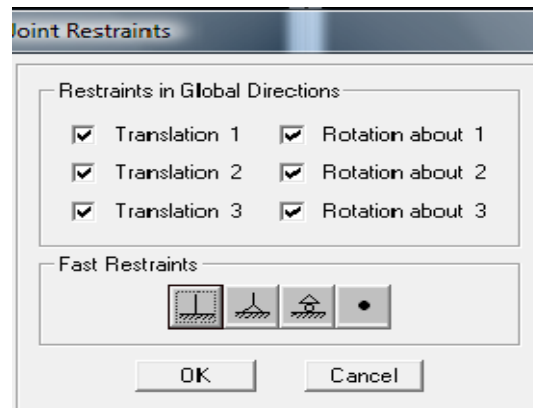 Joint Restraints
Restraints in Global Directions
Translation 1 Rotation about 1
Translation 2 Rotation about 2
Translation 3 Rotation about 3
Fast Restraints
OK Cancel